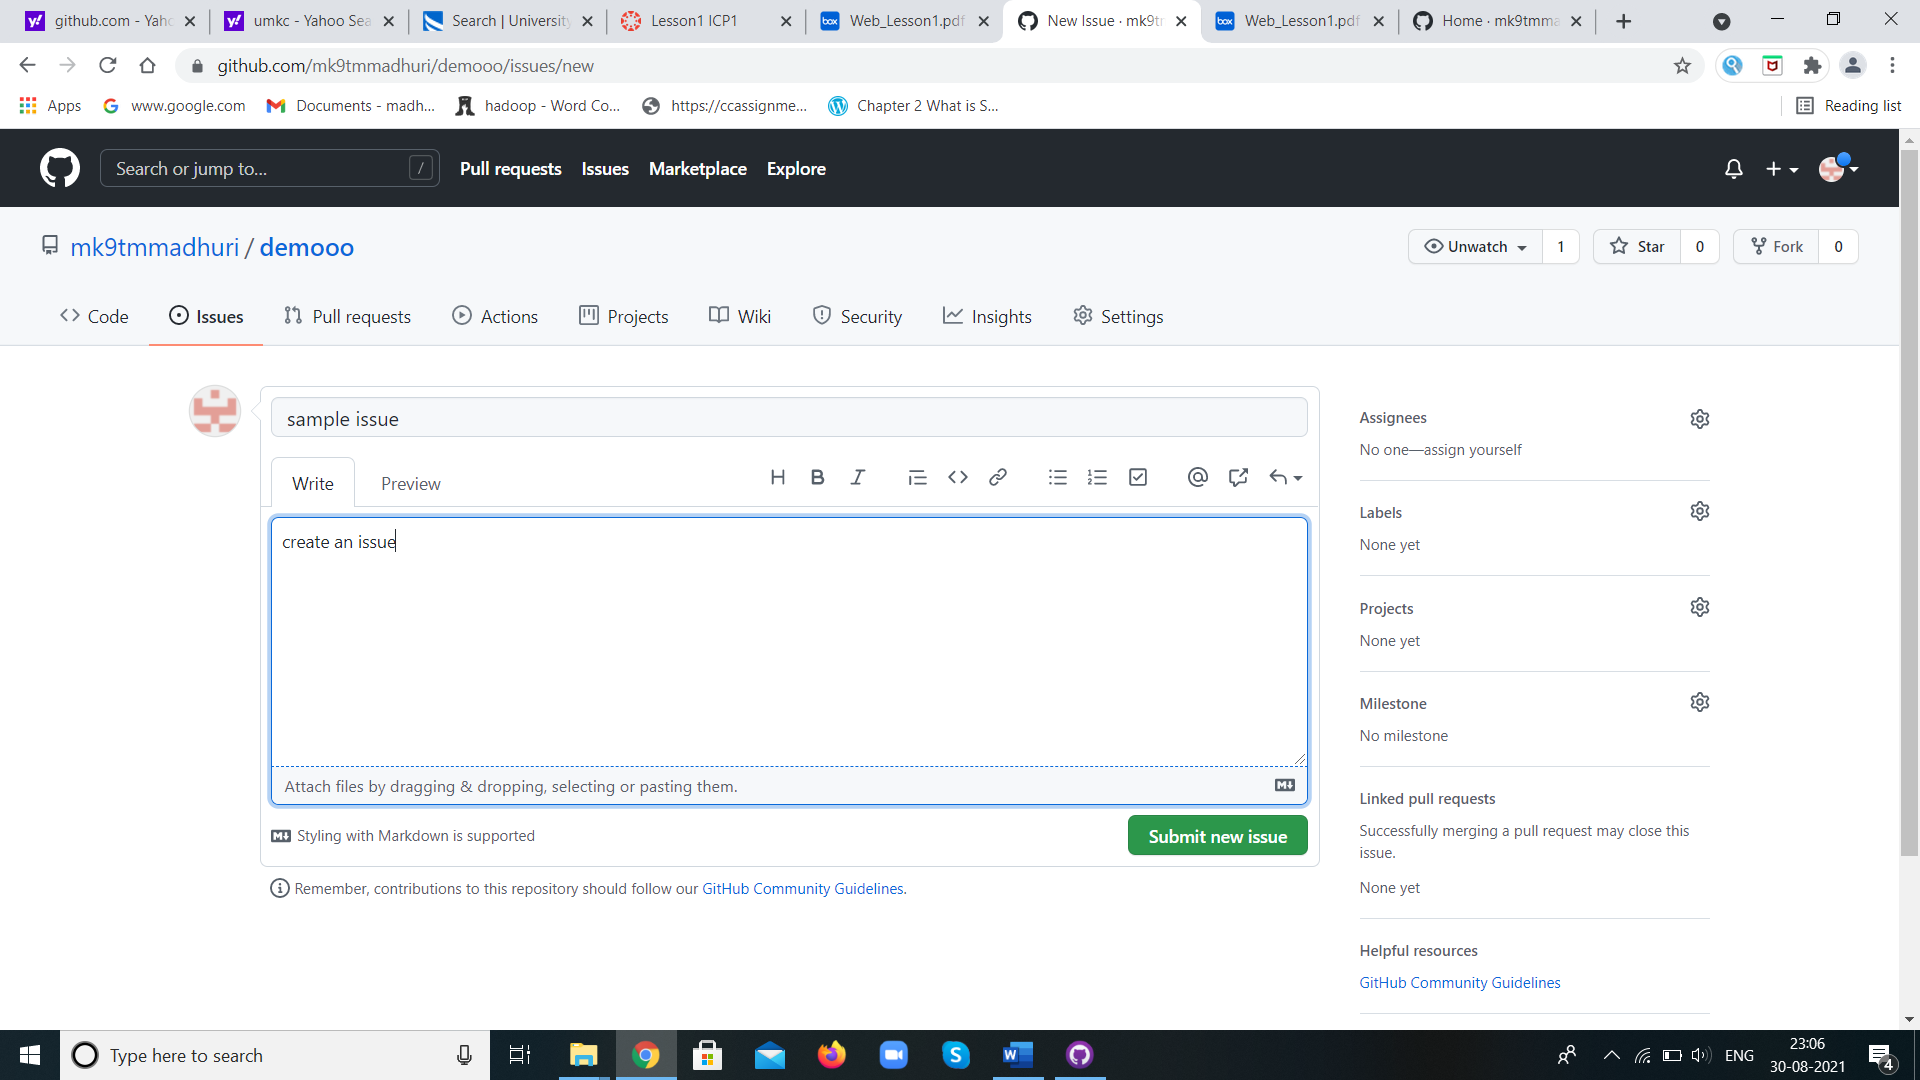 github.com - Yaho
umkc - Yahoo Sea
Search | University
Lesson1 ICP1
Web_Lesson1.pdf
New Issue · mk9tm
Web_Lesson1.pdf
Home · mk9tmma
github.com/mk9tmmadhuri/demooo/issues/new
Apps
www.google.com
Documents - madh...
hadoop - Word Co...
https://ccassignme...
Chapter 2 What is S...
Reading list
Search or jump to...
/
Pull requests
Issues
Marketplace
Explore
mk9tmmadhuri / demooo
Unwatch 1
Star 0
Fork 0
Code
Issues
Pull requests
Actions
Projects
Wiki
Security
Insights
Settings
sample issue
Write
Preview
create an issue
Attach files by dragging & dropping, selecting or pasting them.
Styling with Markdown is supported
Submit new issue
Remember, contributions to this repository should follow our GitHub Community Guidelines.
Assignees
No one—assign yourself
Labels
None yet
Projects
None yet
Milestone
No milestone
Linked pull requests
Successfully merging a pull request may close this
issue.
None yet
Helpful resources
GitHub Community Guidelines
Type here to search
ENG
23:06
30-08-2021
4